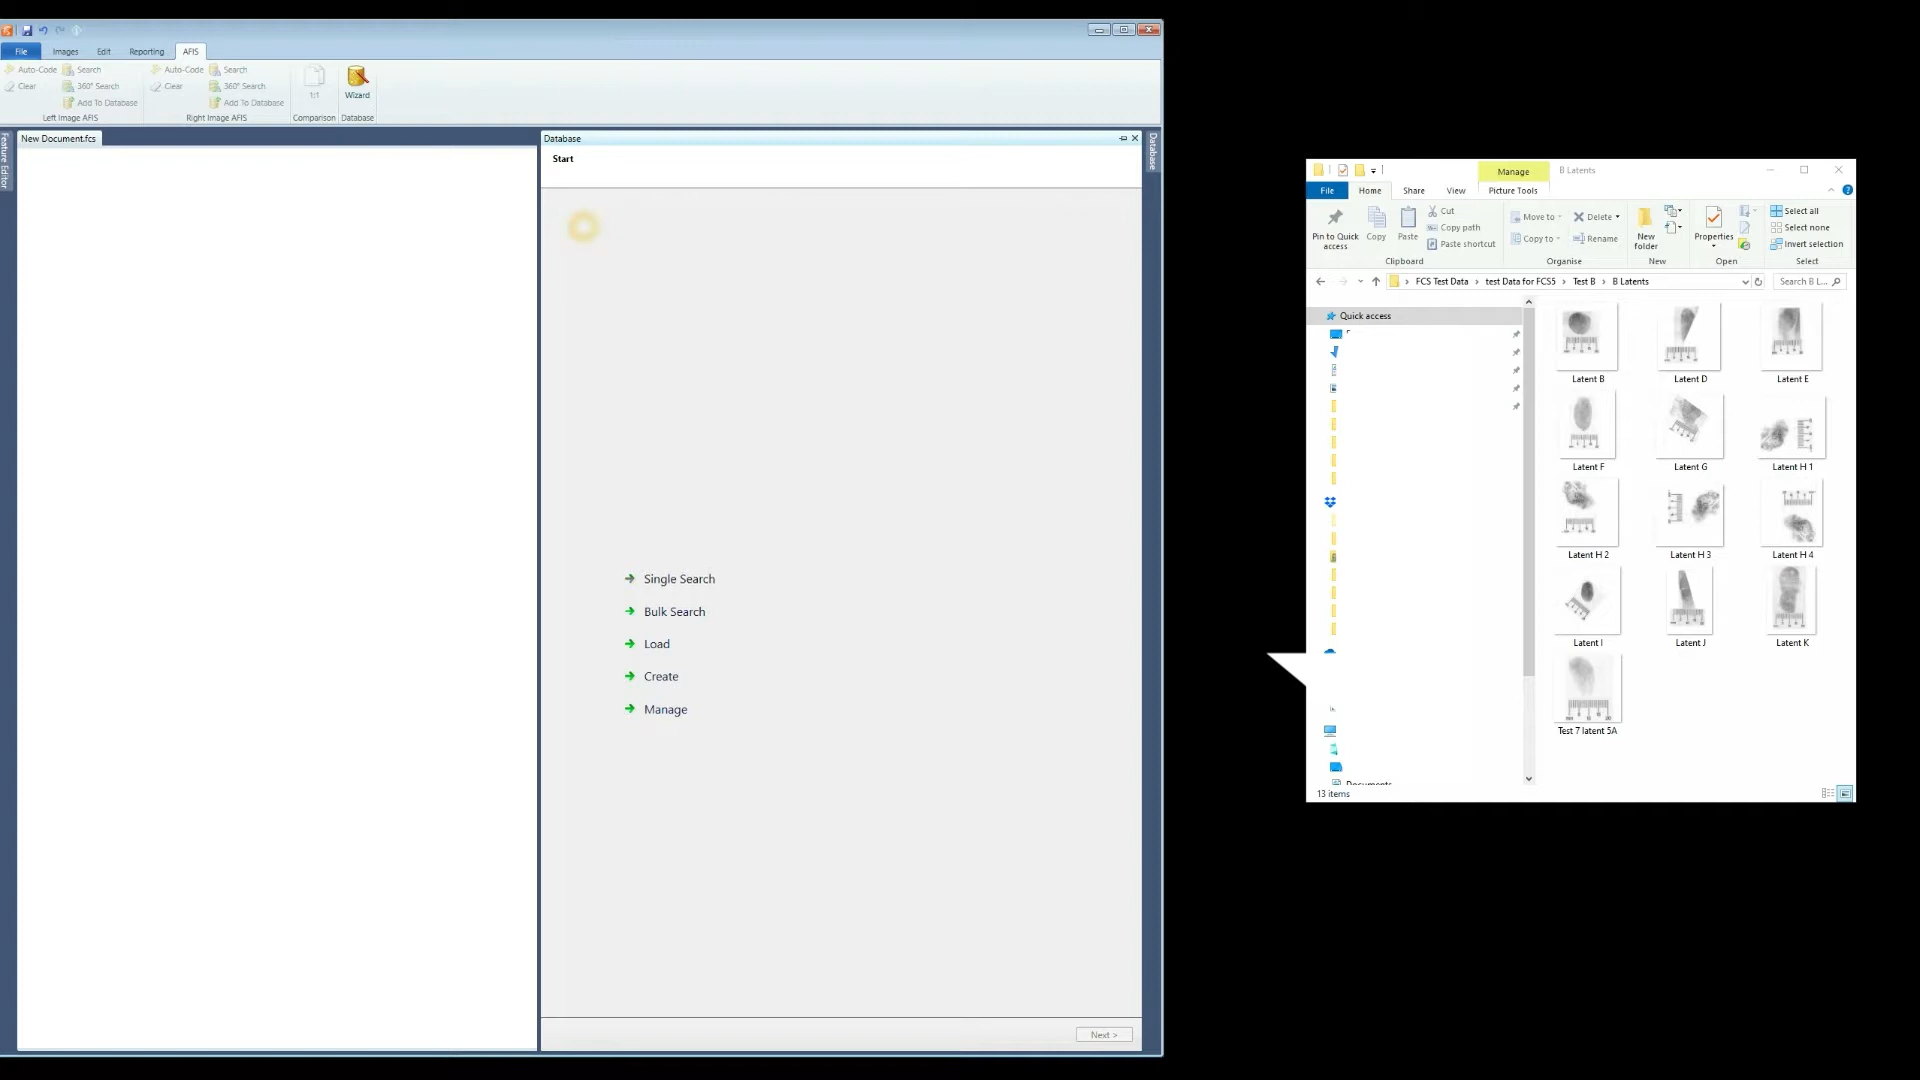 File Images Edit Reporting AFIS
Auto-Code Search
Clear 360° Search
Add To Database
Left Image AFIS
Auto-Code Search
Clear 360° Search
Add To Database
Right Image AFIS
1:1
Comparison
Wizard
Database
Feature Editor
New Document.fcs
Database
Start
Single Search
Bulk Search
Load
Create
Manage
Next >
Database
Manage B Latents
File Home Share View Picture Tools
Pin to Quick access
Copy
Paste
Cut
Copy path
Paste shortcut
Clipboard
Move to Delete
Copy to Rename
Organise
New folder
New
Properties
Open
Select all
Select none
Invert selection
Select
FCS Test Data > test Data for FCS5 > Test B > B Latents
Search B L...
Quick access
Documents
Latent B Latent D Latent E
Latent F Latent G Latent H 1
Latent H 2 Latent H 3 Latent H 4
Latent I Latent J Latent K
Test 7 latent 5A
13 items